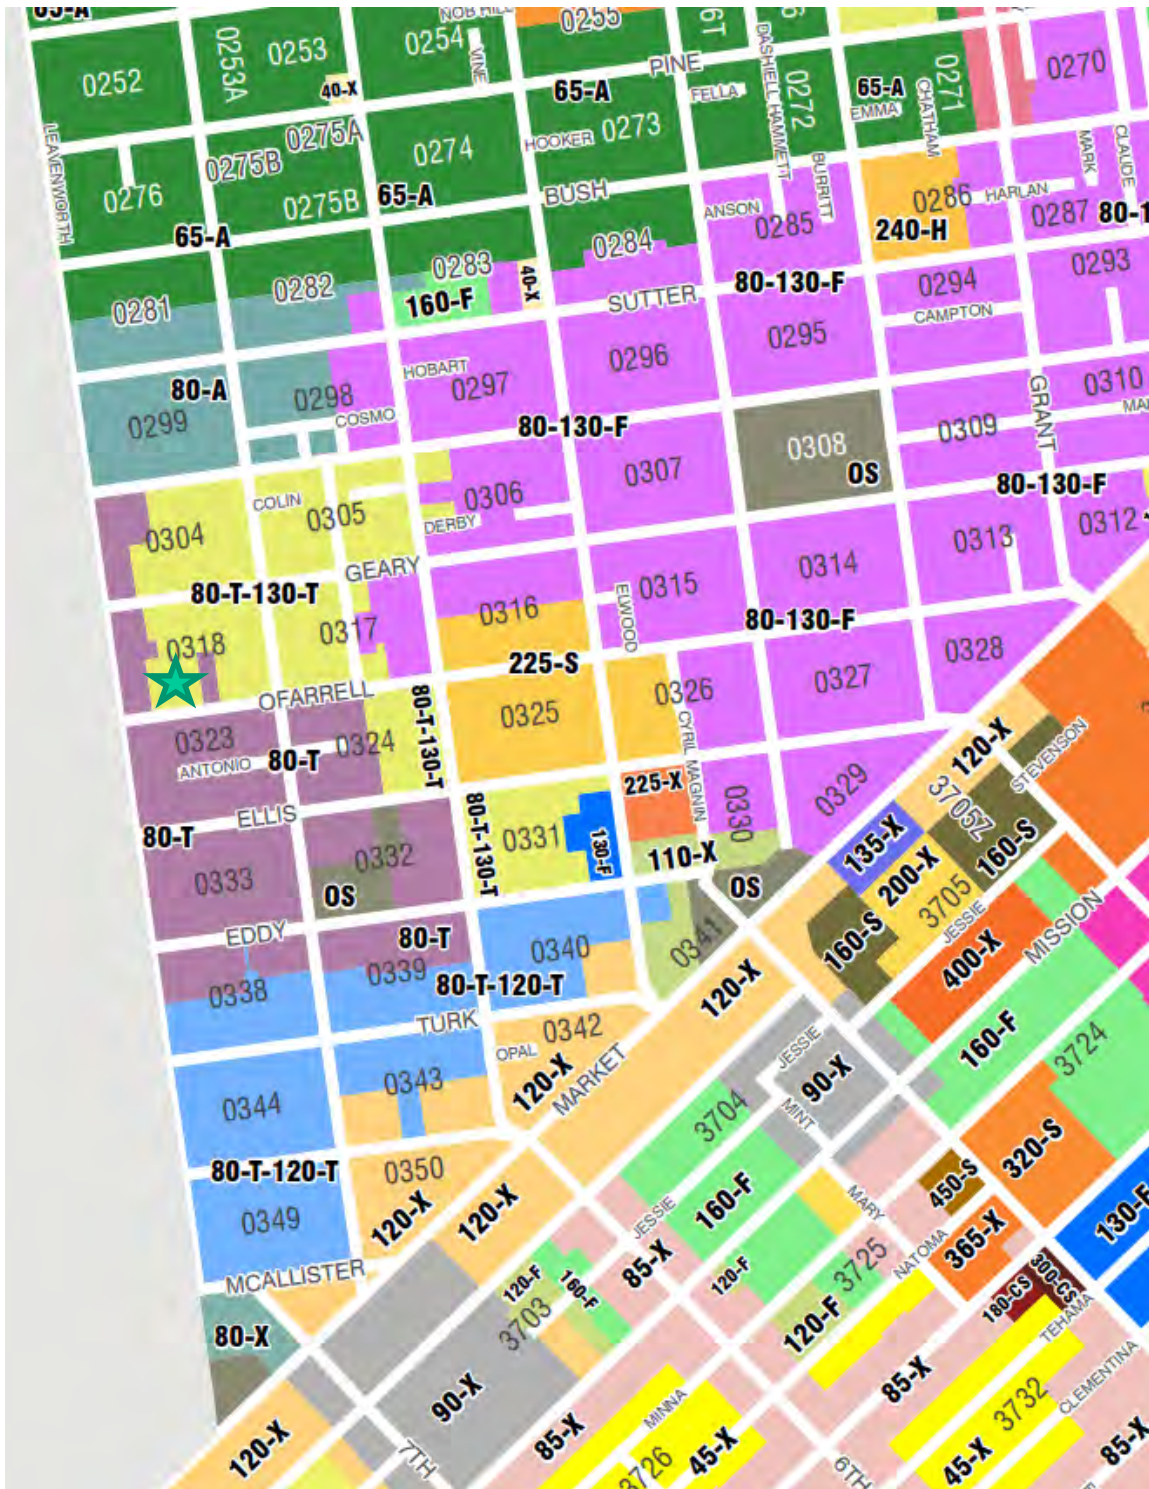 65-A
NOB HILL
0255
6T
6
0252
0253A
0253
0254
VINE
PINE
DASHIELL HAMMETT
0272
65-A
0271
CHATHAM
0270
40-X
65-A
FELLA
EMMA
LEAVENWORTH
0275A
0275B
0274
HOOKER
0273
MARK
CLAUDE
0276
0275B
65-A
BUSH
BURRITT
0286
HARLAN
ANSON
0285
240-H
0287
80-1
65-A
0284
0281
0282
0283
160-F
40-X
SUTTER
80-130-F
0294
0293
CAMPTON
0295
80-A
0298
HOBART
0297
0296
GRANT
0310
0299
COSMO
80-130-F
0309
MA
0308
OS
0307
80-130-F
0304
COLIN
0305
0306
DERBY
0313
0312
80-T-130-T
GEARY
0315
0314
0318
0317
0316
ELWOOD
80-130-F
225-S
0328
OFARRELL
80-T-130-T
0325
0326
0327
0323
ANTONIO
80-T
0324
CYRIL MAGNIN
120-X
STEVENSON
225-X
0330
0329
3705Z
80-T
ELLIS
80-T-130-T
0331
130-F
110-X
135-X
200-X
160-S
0333
0332
OS
OS
3705
JESSIE
EDDY
80-T
0340
0341
160-S
400-X
MISSION
0338
0339
80-T-120-T
120-X
TURK
OPAL
0342
JESSIE
160-F
3724
0344
0343
120-X
MARKET
90-X
3704
MINT
80-T-120-T
0350
320-S
0349
120-X
120-X
160-F
MARY
450-S
JESSIE
130-F
MCALLISTER
85-X
3725
NATOMA
365-X
120-F
160-F
120-F
300-CS
180-CS
80-X
3703
120-F
TEHAMA
90-X
85-X
CLEMENTINA
120-X
7TH
85-X
MINNA
3726
45-X
6TH
3732
45-X
85-X